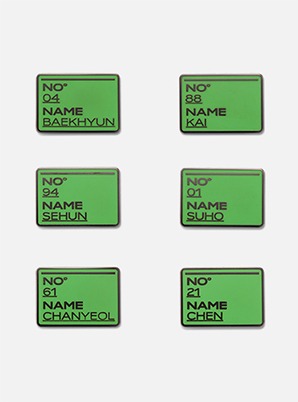 NO°
04
NAME
BAEKHYUN
NO°
88
NAME
KAI
NO°
94
NAME
SEHUN
NO°
01
NAME
SUHO
NO°
61
NAME
CHANYEOL
NO°
21
NAME
CHEN